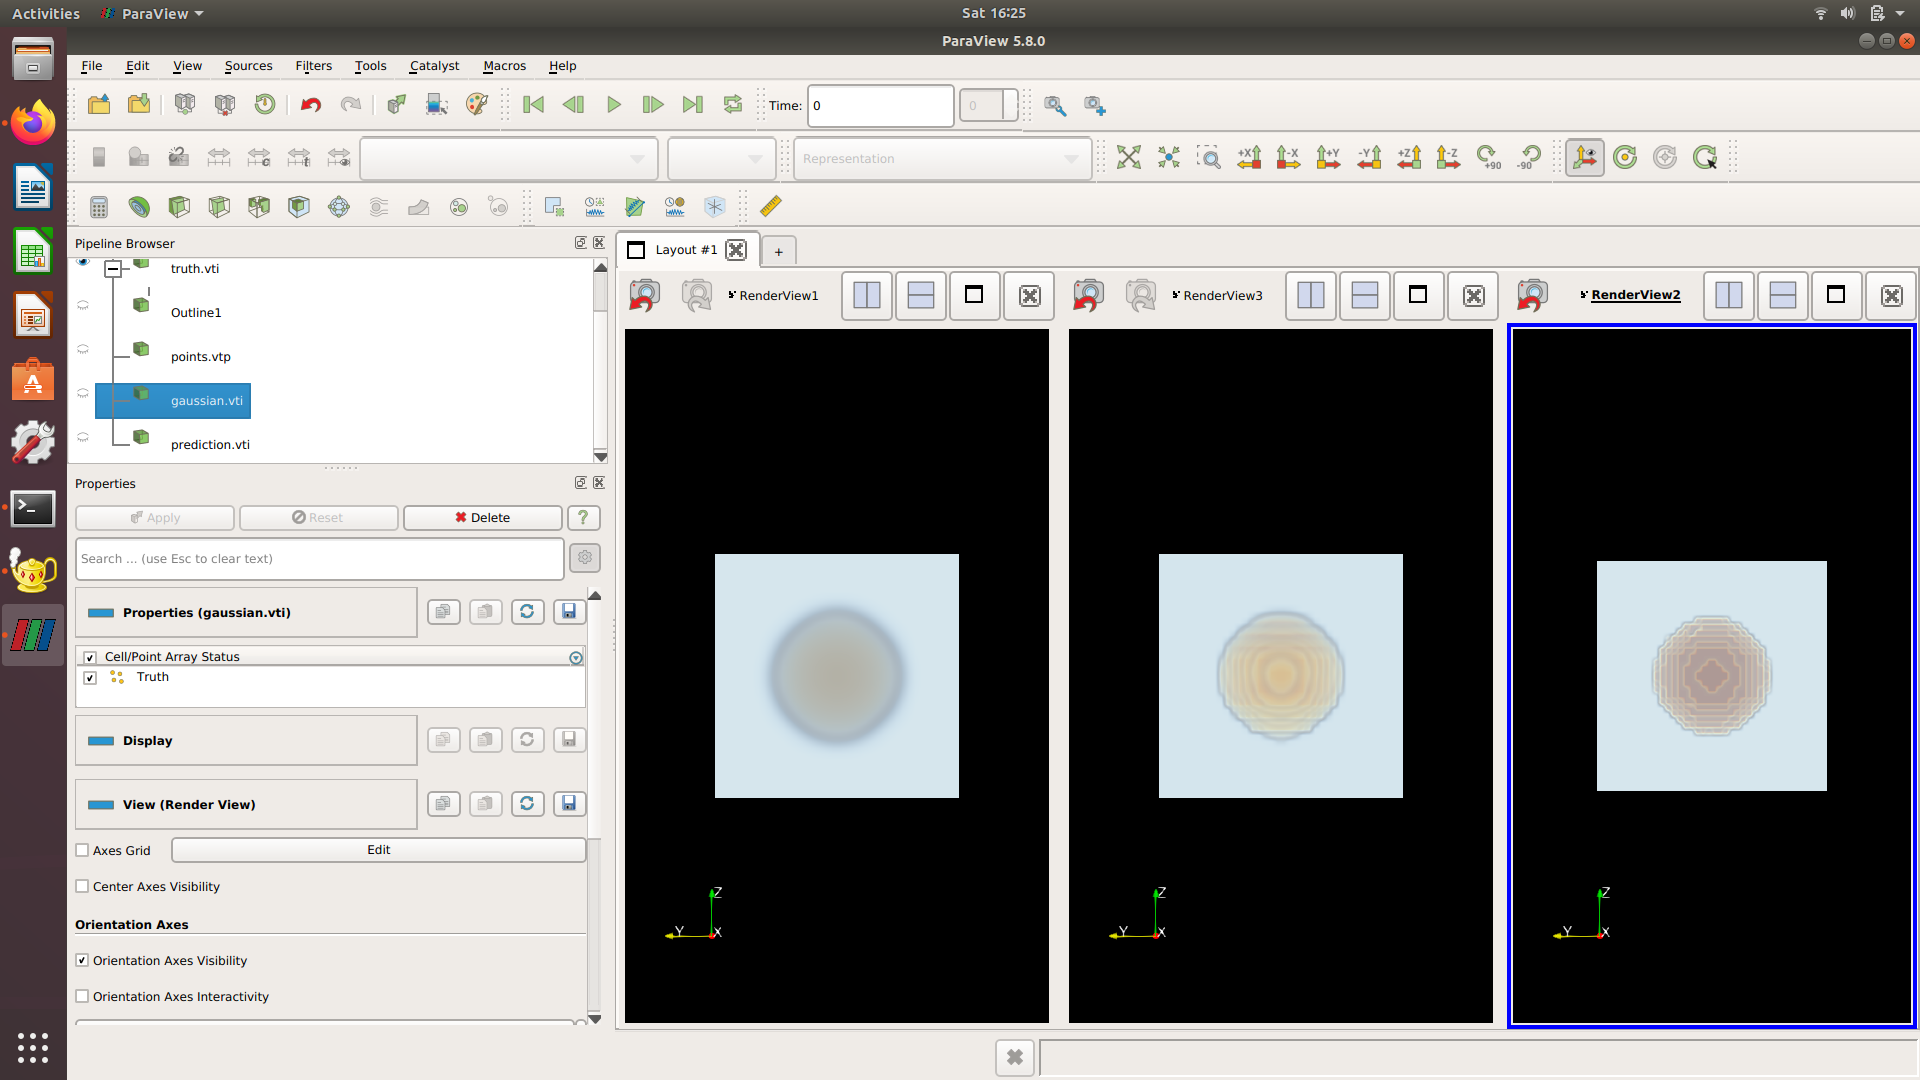 Activities ParaView Sat 16:25
ParaView 5.8.0
File Edit View Sources Filters Tools Catalyst Macros Help
Time: 0 0
Representation +X -X +Y -Y +Z -Z +90 -90
Pipeline Browser
Layout #1 +
truth.vti
Outline1
points.vtp
gaussian.vti
prediction.vti
RenderView1 RenderView3 RenderView2
Properties
Apply Reset Delete ?
Search ... (use Esc to clear text)
Properties (gaussian.vti)
Cell/Point Array Status
Truth
Display
View (Render View)
Axes Grid Edit
Center Axes Visibility
Orientation Axes
Orientation Axes Visibility
Orientation Axes Interactivity
Z Z Z
Y X Y X Y X